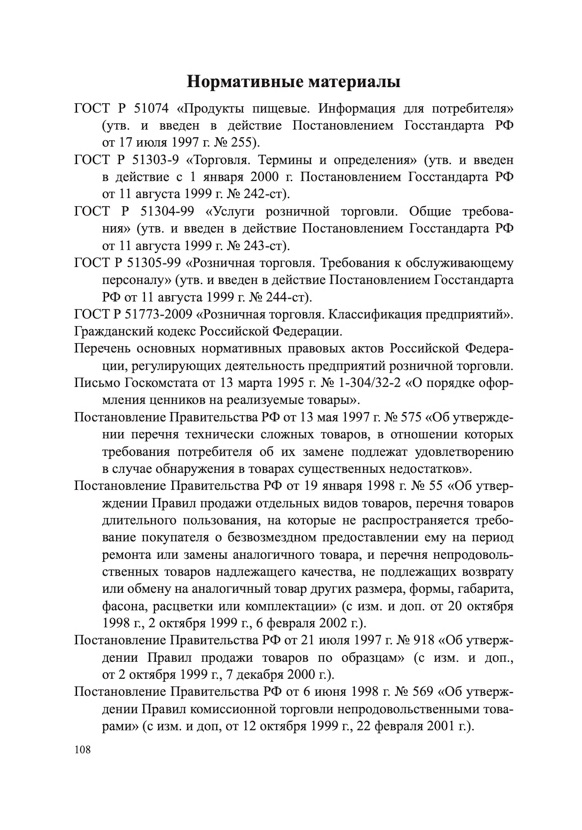 Нормативные материалы
ГОСТ Р 51074 «Продукты пищевые. Информация для потребителя»
(утв. и введен в действие Постановлением Госстандарта РФ
от 17 июля 1997 г. № 255).
ГОСТ Р 51303-9 «Торговля. Термины и определения» (утв. и введен
в действие с 1 января 2000 г. Постановлением Госстандарта РФ
от 11 августа 1999 г. № 242-ст).
ГОСТ Р 51304-99 «Услуги розничной торговли. Общие требова-
ния» (утв. и введен в действие Постановлением Госстандарта РФ
от 11 августа 1999 г. № 243-ст).
ГОСТ Р 51305-99 «Розничная торговля. Требования к обслуживающему
персоналу» (утв. и введен в действие Постановлением Госстандарта
РФ от 11 августа 1999 г. № 244-ст).
ГОСТ Р 51773-2009 «Розничная торговля. Классификация предприятий».
Гражданский кодекс Российской Федерации.
Перечень основных нормативных правовых актов Российской Федера-
ции, регулирующих деятельность предприятий розничной торговли.
Письмо Госкомстата от 13 марта 1995 г. № 1-304/32-2 «О порядке офор-
мления ценников на реализуемые товары».
Постановление Правительства РФ от 13 мая 1997 г. № 575 «Об утвержде-
нии перечня технически сложных товаров, в отношении которых
требования потребителя об их замене подлежат удовлетворению
в случае обнаружения в товарах существенных недостатков».
Постановление Правительства РФ от 19 января 1998 г. № 55 «Об утвер-
ждении Правил продажи отдельных видов товаров, перечня товаров
длительного пользования, на которые не распространяется требо-
вание покупателя о безвозмездном предоставлении ему на период
ремонта или замены аналогичного товара, и перечня непродоволь-
ственных товаров надлежащего качества, не подлежащих возврату
или обмену на аналогичный товар других размера, формы, габарита,
фасона, расцветки или комплектации» (с изм. и доп. от 20 октября
1998 г., 2 октября 1999 г., 6 февраля 2002 г.).
Постановление Правительства РФ от 21 июля 1997 г. № 918 «Об утверж-
дении Правил продажи товаров по образцам» (с изм. и доп.,
от 2 октября 1999 г., 7 декабря 2000 г.).
Постановление Правительства РФ от 6 июня 1998 г. № 569 «Об утверж-
дении Правил комиссионной торговли непродовольственными това-
рами» (с изм. и доп, от 12 октября 1999 г., 22 февраля 2001 г.).
108